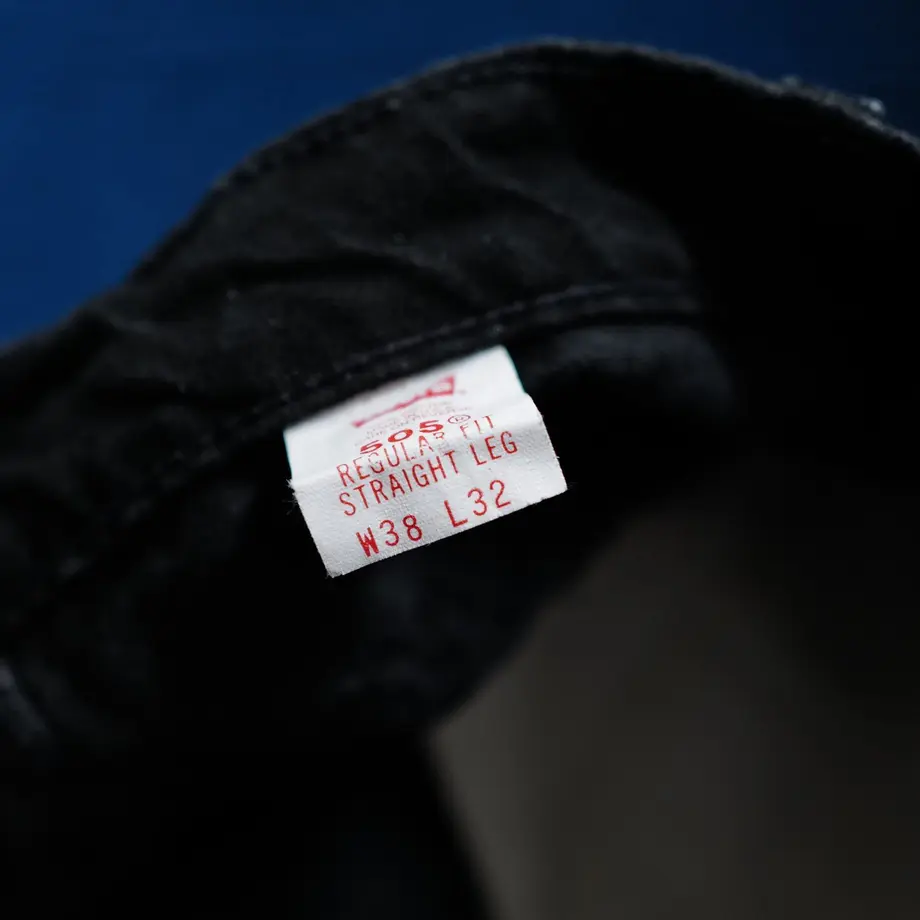 505
REGULAR FIT
STRAIGHT LEG
W38 L32